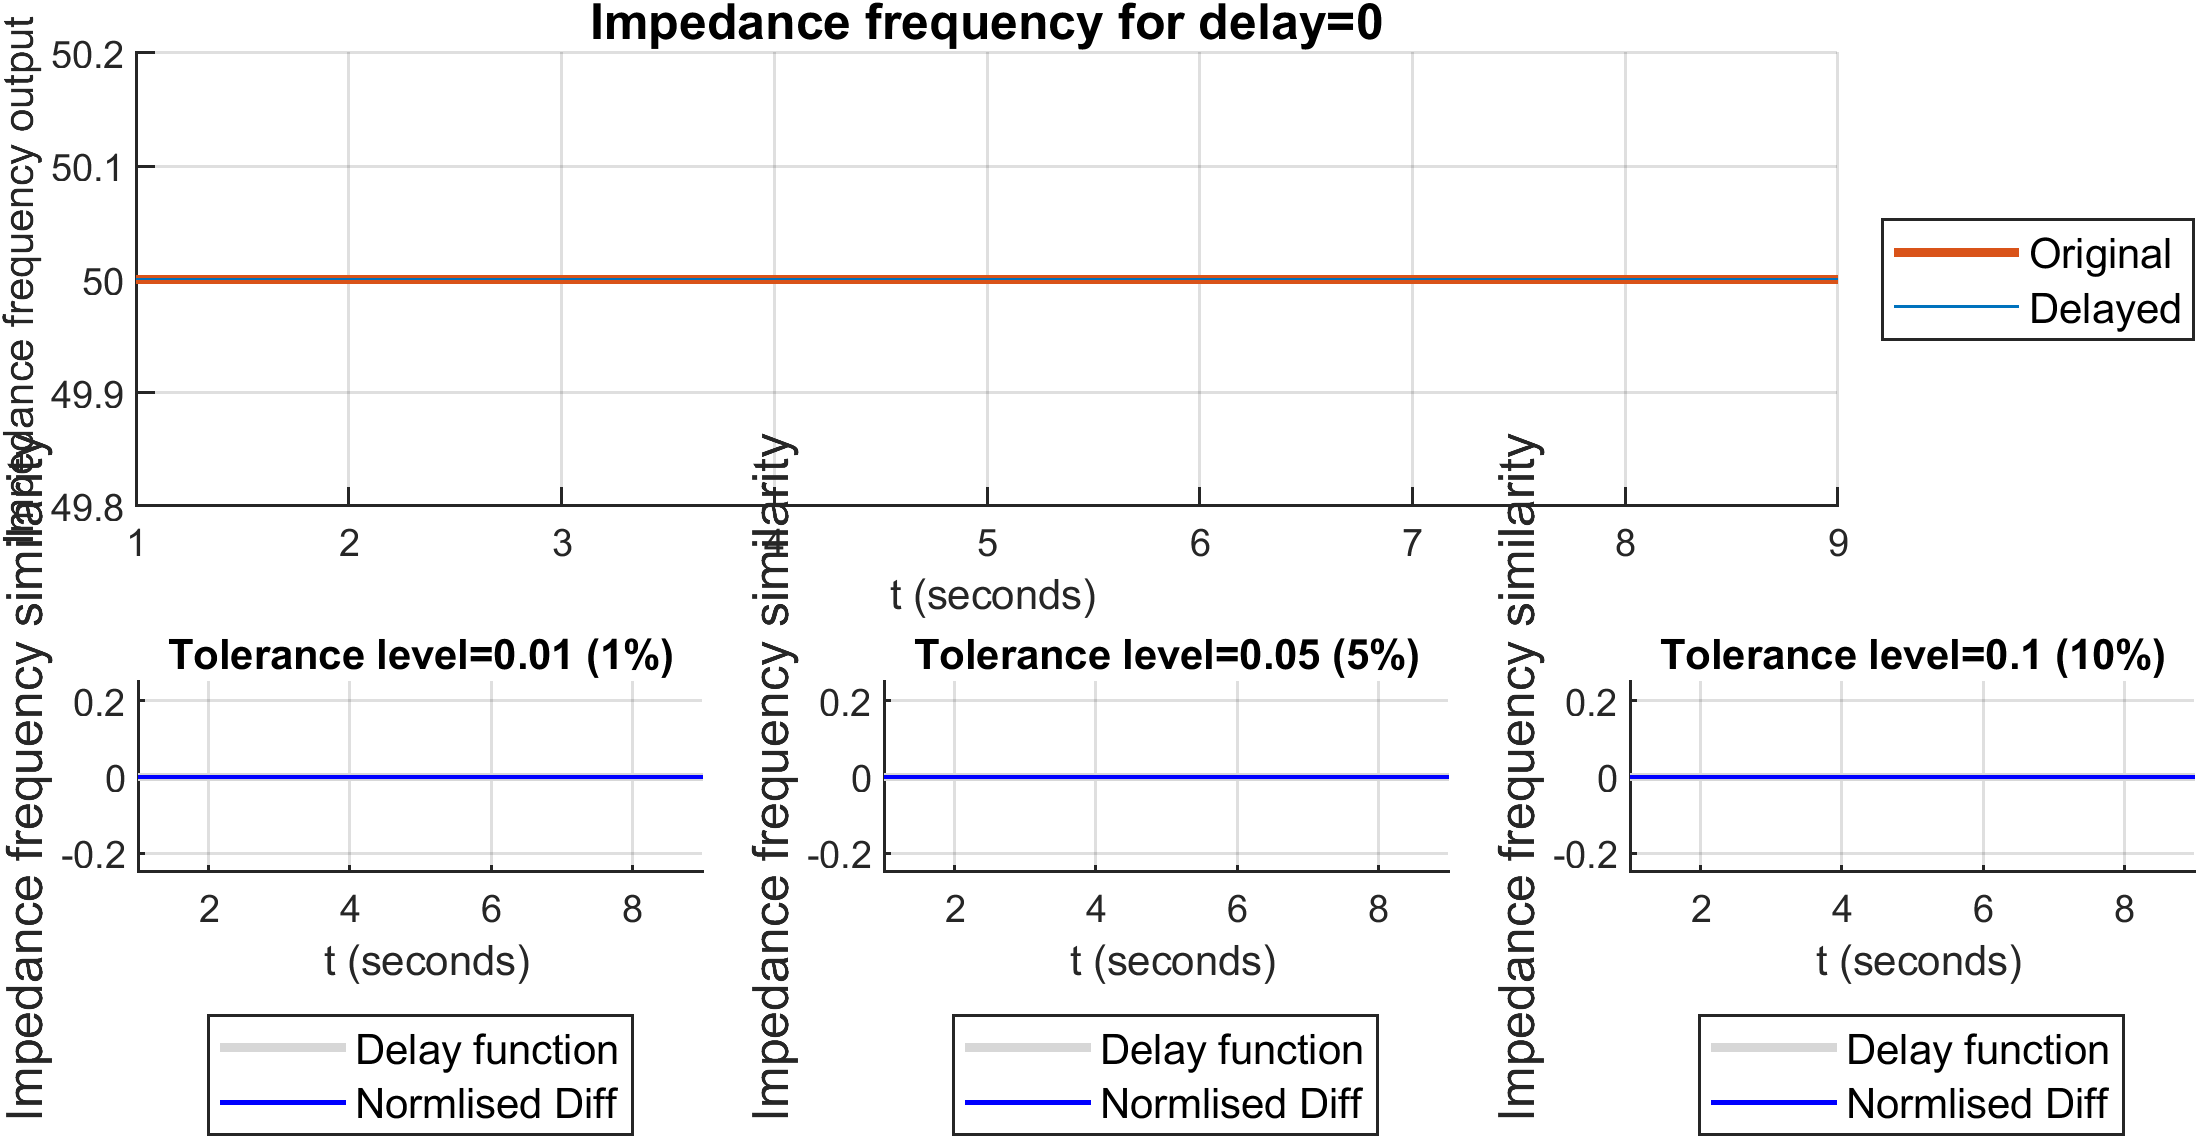 Impedance frequency for delay=0
Impedance frequency output
50.2
50.1
50
49.9
49.8
1 2 3 4 5 6 7 8 9
t (seconds)
Original
Delayed
Tolerance level=0.01 (1%)
Impedance frequency similarity
0.2
0
-0.2
2 4 6 8
t (seconds)
Delay function
Normlised Diff
Tolerance level=0.05 (5%)
Impedance frequency similarity
0.2
0
-0.2
2 4 6 8
t (seconds)
Delay function
Normlised Diff
Tolerance level=0.1 (10%)
Impedance frequency similarity
0.2
0
-0.2
2 4 6 8
t (seconds)
Delay function
Normlised Diff